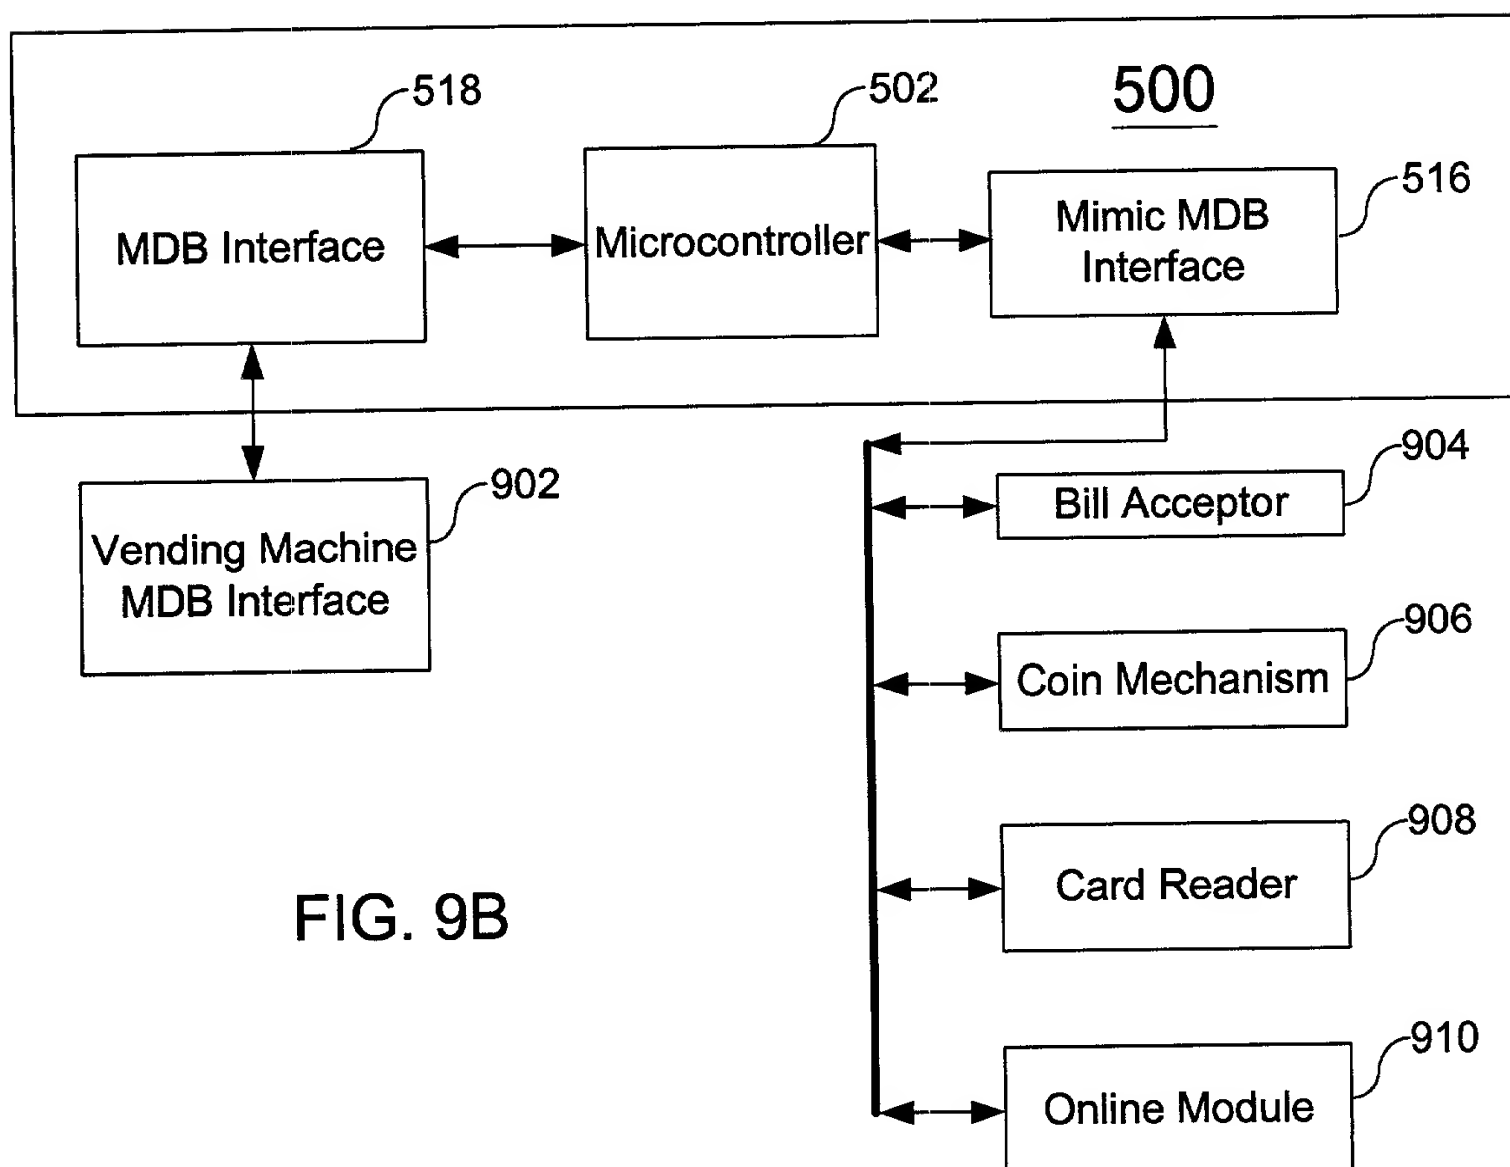 518
502
500
516
MDB Interface
Microcontroller
Mimic MDB
Interface
902
Vending Machine
MDB Interface
904
Bill Acceptor
906
Coin Mechanism
908
Card Reader
FIG. 9B
910
Online Module